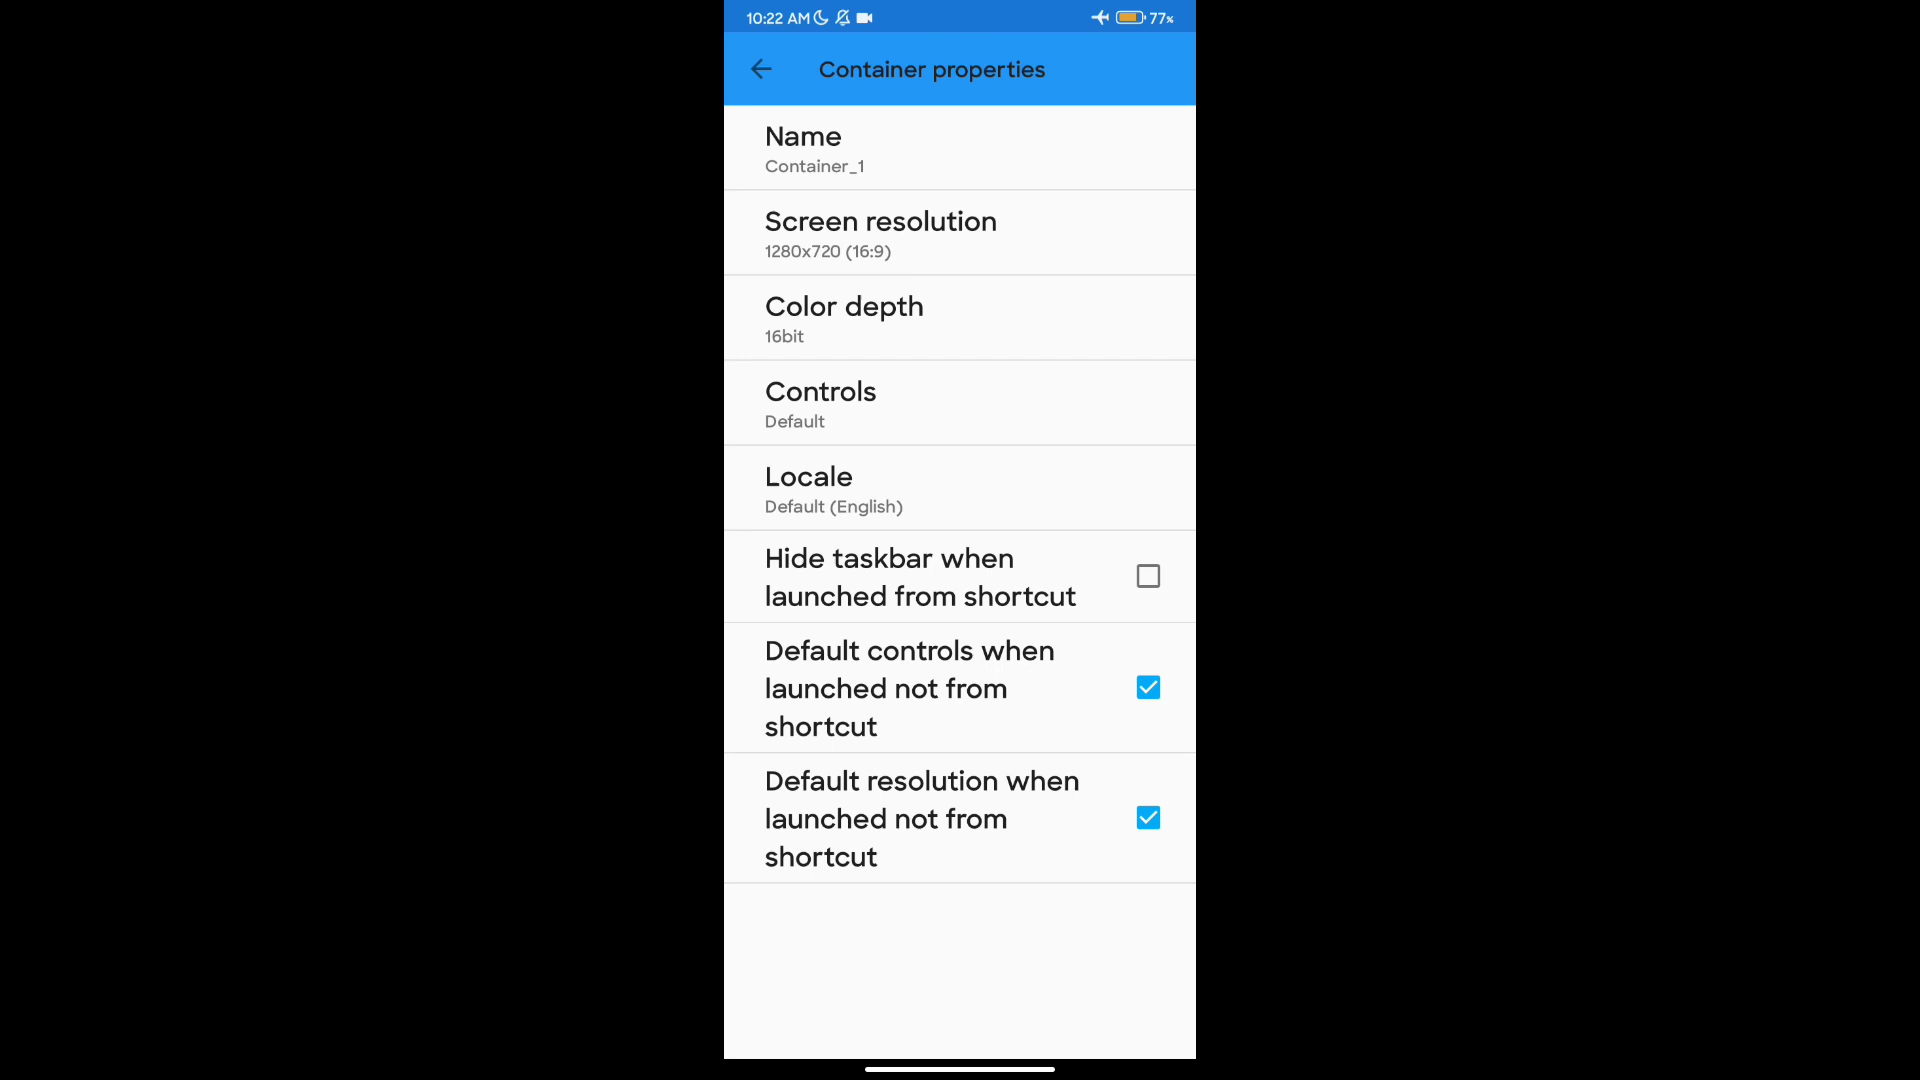 10:22 AM 77%
Container properties
Name
Container_1
Screen resolution
1280x720 (16:9)
Color depth
16bit
Controls
Default
Locale
Default (English)
Hide taskbar when
launched from shortcut
Default controls when
launched not from
shortcut
Default resolution when
launched not from
shortcut